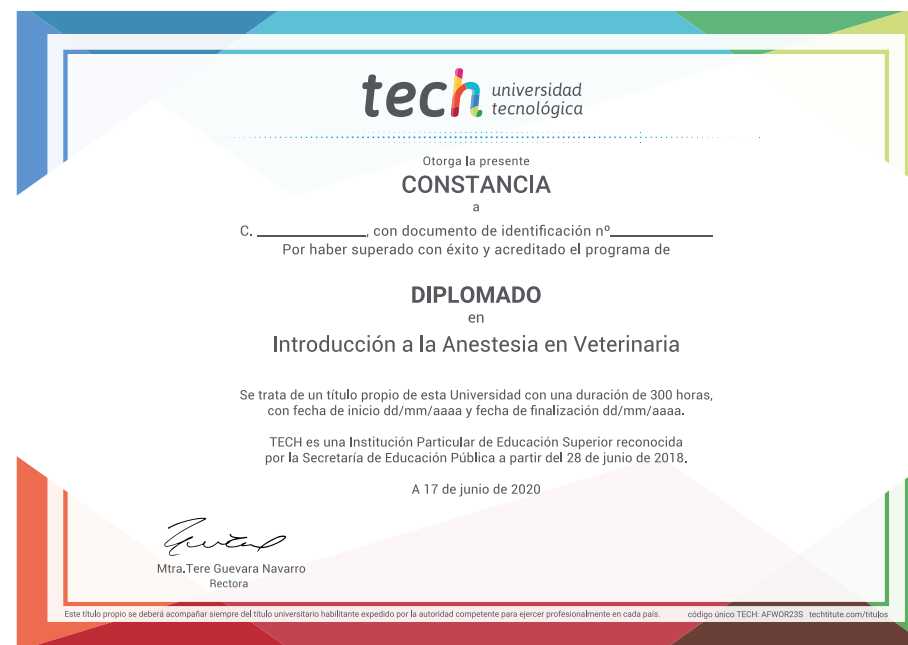 tech universidad
tecnológica
Otorga la presente
CONSTANCIA
a
C. ______________, con documento de identificación nº_____________
Por haber superado con éxito y acreditado el programa de
DIPLOMADO
en
Introducción a la Anestesia en Veterinaria
Se trata de un título propio de esta Universidad con una duración de 300 horas,
con fecha de inicio dd/mm/aaaa y fecha de finalización dd/mm/aaaa.
TECH es una Institución Particular de Educación Superior reconocida
por la Secretaría de Educación Pública a partir del 28 de junio de 2018.
A 17 de junio de 2020
Mtra.Tere Guevara Navarro
Rectora
Este título propio se deberá acompañar siempre del título universitario habilitante expedido por la autoridad competente para ejercer profesionalmente en cada país. código único TECH: AFWOR23S techtitute.com/titulos